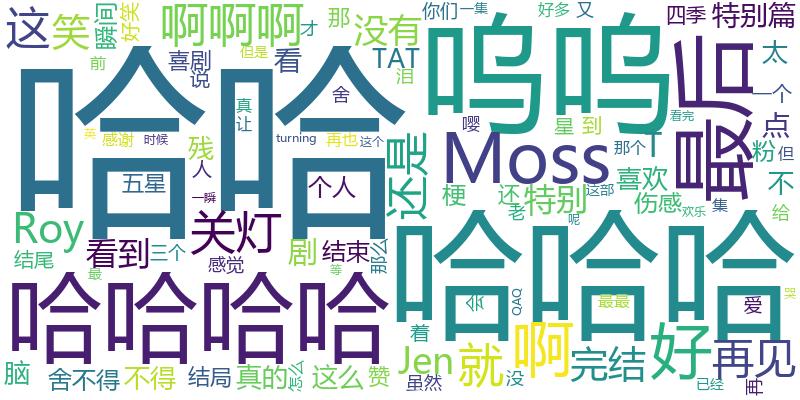 这 笑 瞬间 好笑 啊啊啊 才 那 没有 你们 一集 好多 又 四季 特别篇
喜剧 说 看 但是 TAT 泪 呜呜 最后 太 一个
前 哈哈 真 让 舍 嘤 星 到 看完 点
英 感谢 时候 残 turning 再也 这个 还是 Moss 那个 T 粉 但
五星 人 一瞬 个人 梗 还 老 特别 喜欢 这部 伤感 不 集 给
Roy 看到 关灯 剧 结束 那么 呢 欢乐
结尾 三个 感觉 最 等 哈哈哈
哈哈哈哈 会 QAQ 最最 爱 哭
脑 舍不得 不得 结局 真的 怎么 这么 赞 着 Jen 虽然 就 没 啊 完结 好 已经 再见 再